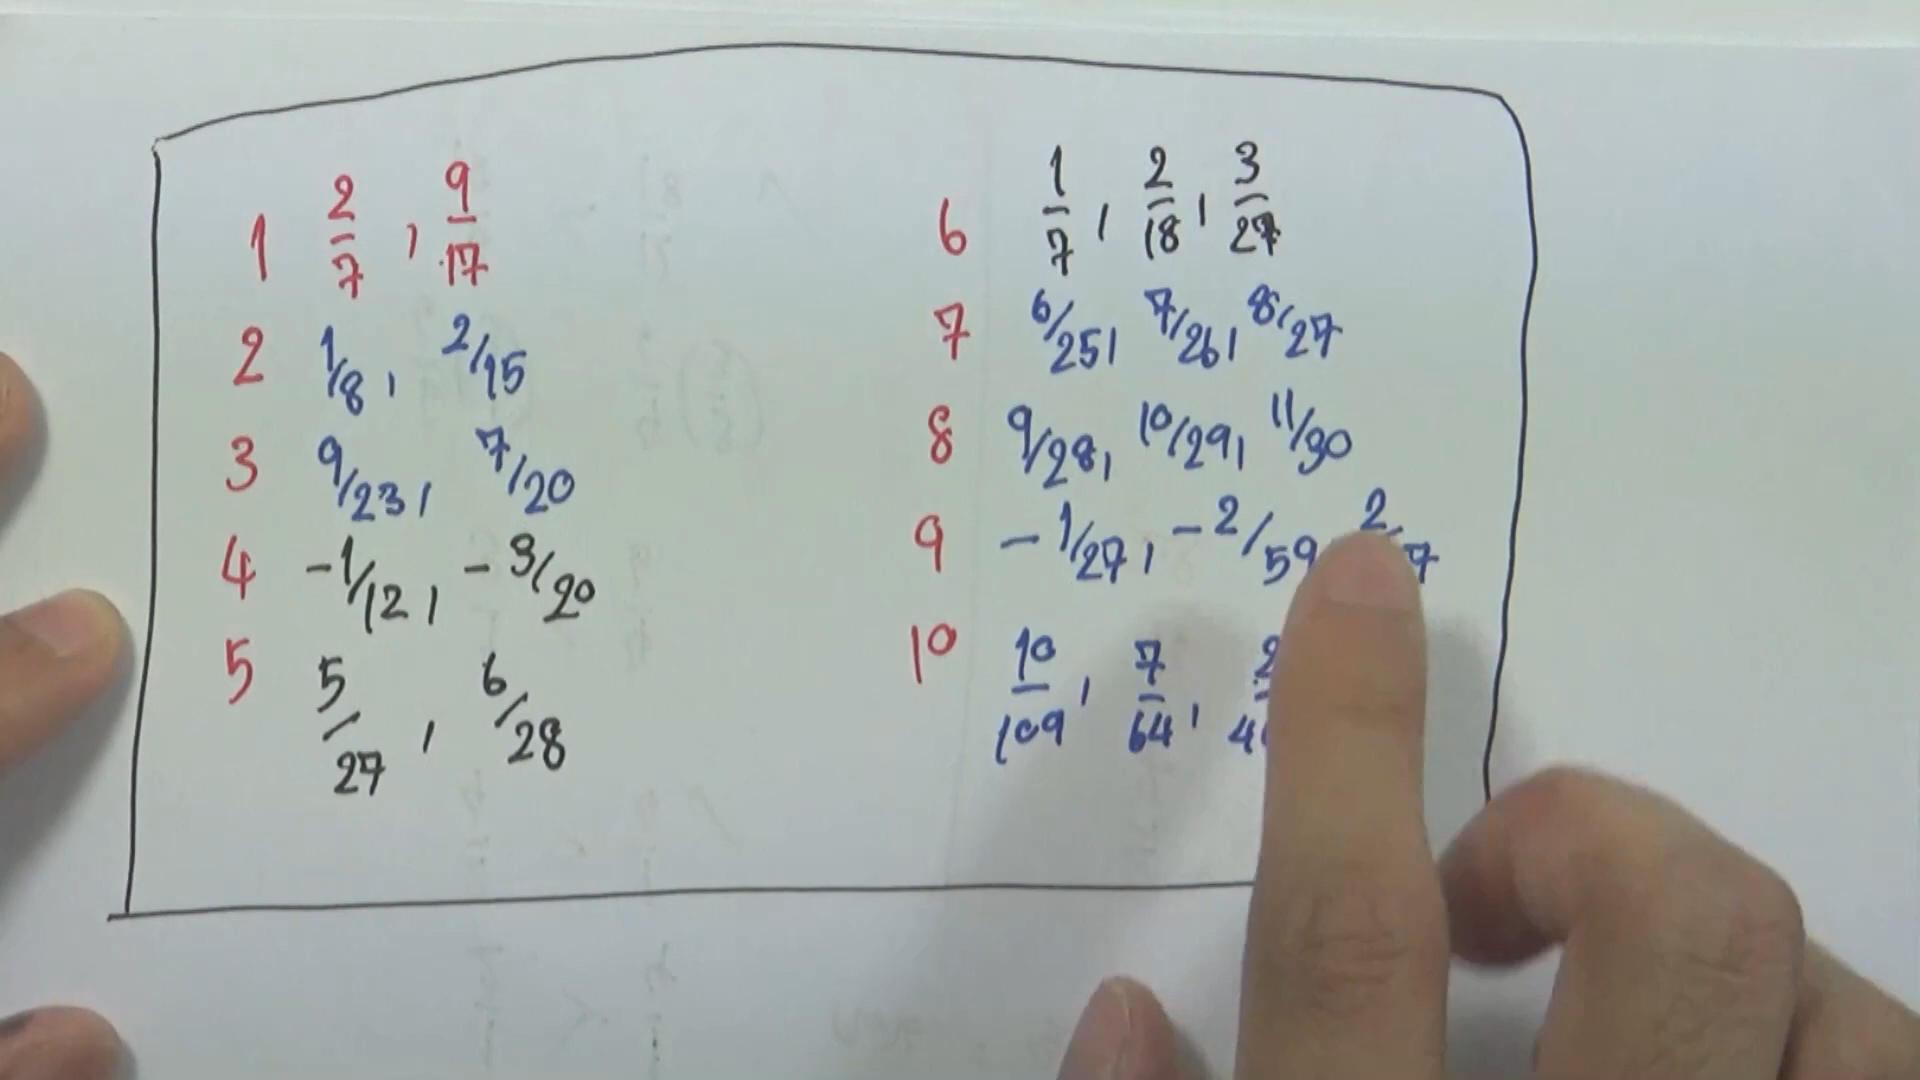 1 2/7 , 9/17
2 1/8 , 2/15
3 9/23 , 7/20
4 -1/12 , -3/20
5 5/27 , 6/28
6 1/7 , 2/18 , 3/27
7 6/25 , 7/26 , 8/27
8 9/28 , 10/29 , 11/30
9 -1/27 , -2/59
10 10/109 , 7/64 ,